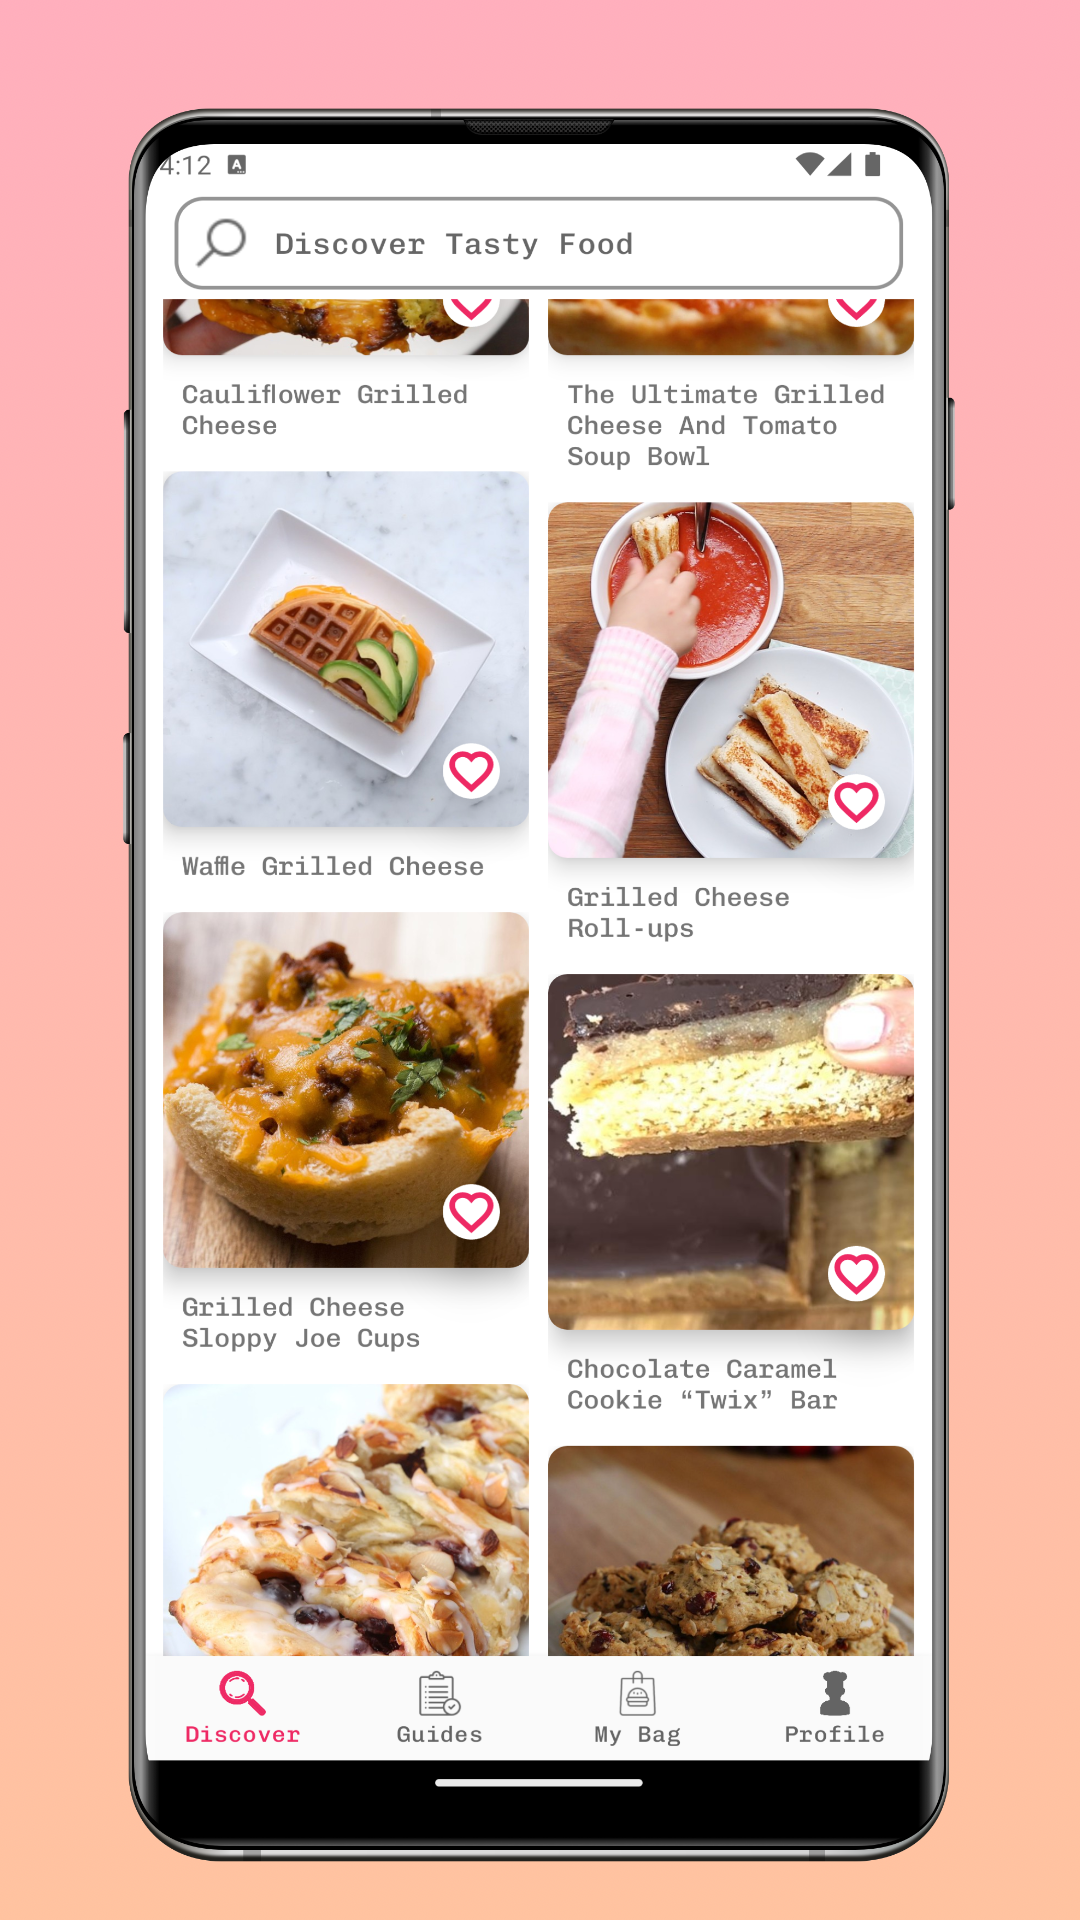 4:12
A
Discover Tasty Food
Cauliflower Grilled
Cheese
The Ultimate Grilled
Cheese And Tomato
Soup Bowl
Waffle Grilled Cheese
Grilled Cheese
Roll-ups
Grilled Cheese
Sloppy Joe Cups
Chocolate Caramel
Cookie “Twix” Bar
Discover
Guides
My Bag
Profile